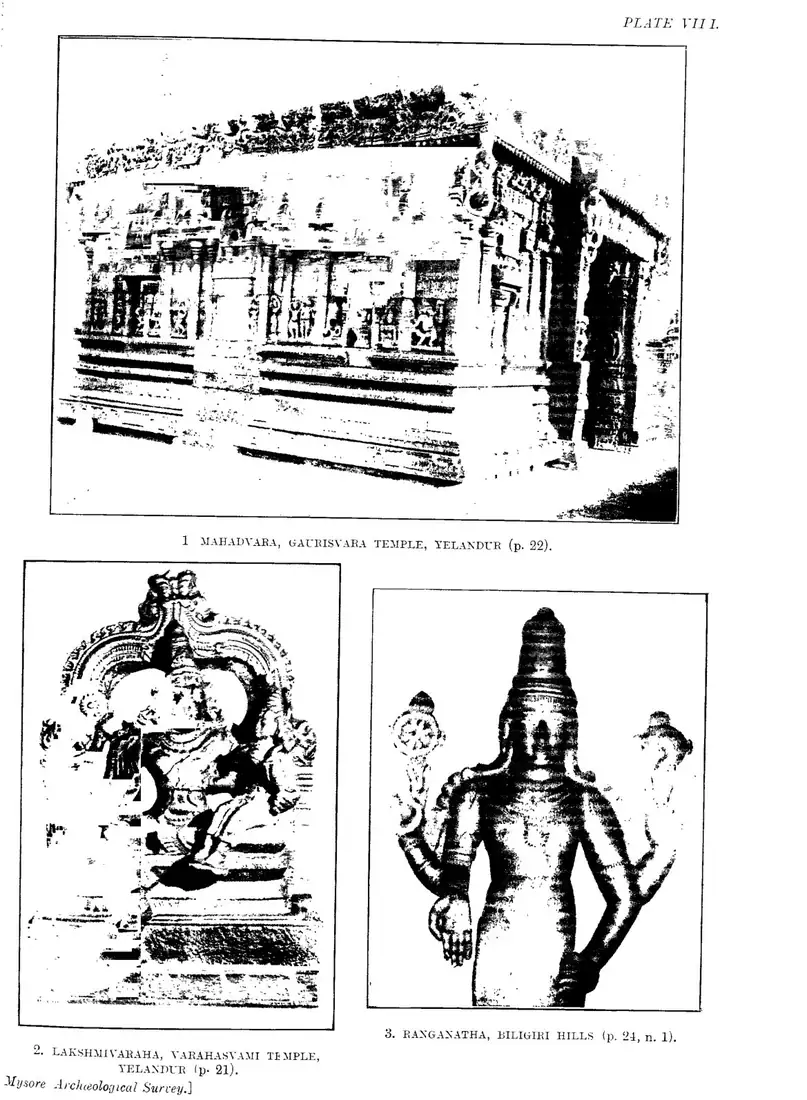 PLATE VIII.
1 MAHADVARA, GAURISVARA TEMPLE, YELANDUR (p. 22).
2. LAKSHMIVARAHA, VARAHASVAMI TEMPLE,
YELANDUR (p. 21).
3. RANGANATHA, BILIGIRI HILLS (p. 24, n. 1).
Mysore Archæological Survey.]